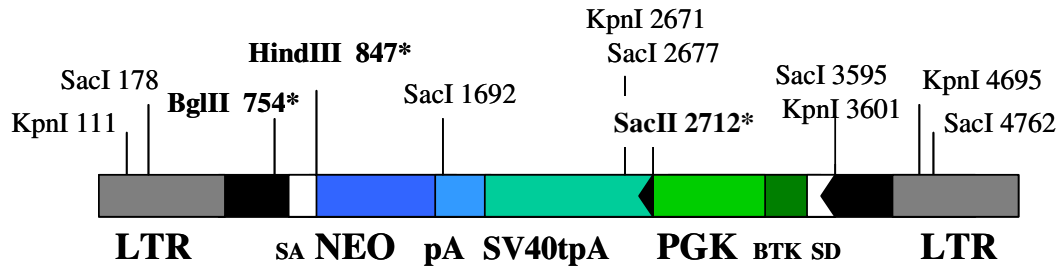 KpnI 2671
HindIII 847*
SacI 2677
SacI 178
SacI 3595
KpnI 4695
BglII 754*
SacI 1692
KpnI 111
SacII 2712*
KpnI 3601
SacI 4762
LTR SA NEO pA SV40tpA PGK BTK SD LTR